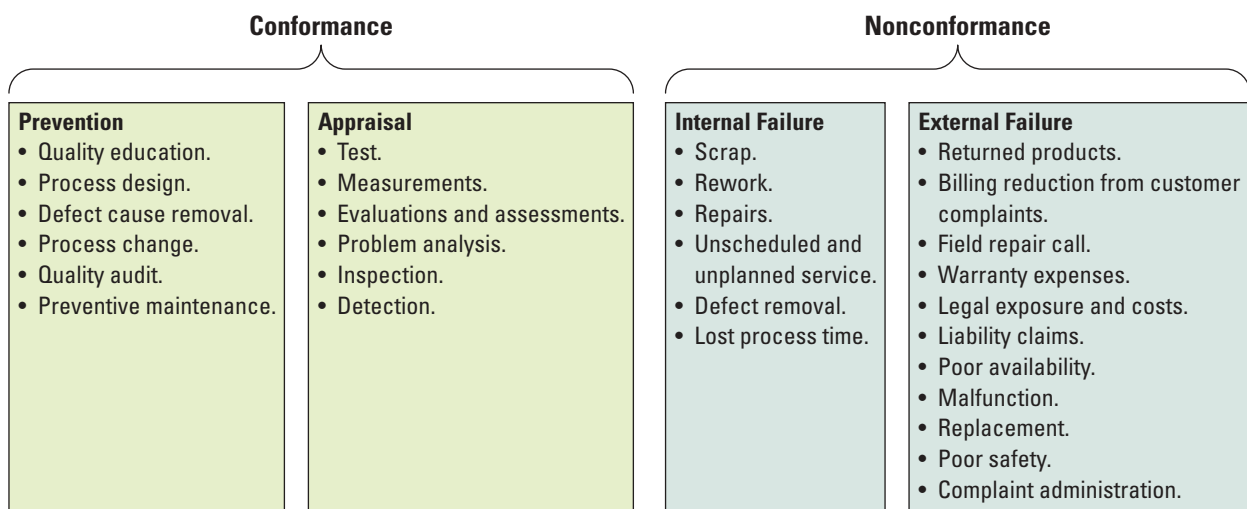 Conformance
Nonconformance
Prevention
• Quality education.
• Process design.
• Defect cause removal.
• Process change.
• Quality audit.
• Preventive maintenance.
Appraisal
• Test.
• Measurements.
• Evaluations and assessments.
• Problem analysis.
• Inspection.
• Detection.
Internal Failure
• Scrap.
• Rework.
• Repairs.
• Unscheduled and
unplanned service.
• Defect removal.
• Lost process time.
External Failure
• Returned products.
• Billing reduction from customer
complaints.
• Field repair call.
• Warranty expenses.
• Legal exposure and costs.
• Liability claims.
• Poor availability.
• Malfunction.
• Replacement.
• Poor safety.
• Complaint administration.